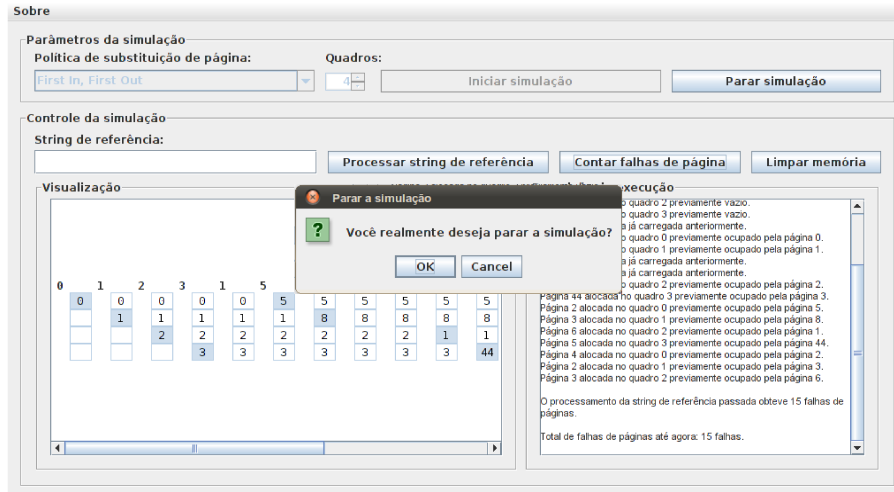 Sobre
Parâmetros da simulação
Política de substituição de página: Quadros:
First In, First Out 4 Iniciar simulação Parar simulação
Controle da simulação
String de referência:
Processar string de referência Contar falhas de página Limpar memória
Visualização xecução
Parar a simulação
? Você realmente deseja parar a simulação?
OK Cancel
0 1 2 3 1 5
0 0 0 0 0 5 5 5 5 5 5
1 1 1 1 1 8 8 8 8 8
2 2 2 2 2 2 2 1 1
3 3 3 3 3 3 3 44
o quadro 2 previamente vazio.
o quadro 3 previamente vazio.
a já carregada anteriormente.
o quadro 0 previamente ocupado pela página 0.
o quadro 1 previamente ocupado pela página 1.
a já carregada anteriormente.
a já carregada anteriormente.
o quadro 2 previamente ocupado pela página 2.
Página 44 alocada no quadro 3 previamente ocupado pela página 3.
Página 2 alocada no quadro 0 previamente ocupado pela página 5.
Página 3 alocada no quadro 1 previamente ocupado pela página 8.
Página 6 alocada no quadro 2 previamente ocupado pela página 1.
Página 5 alocada no quadro 3 previamente ocupado pela página 44.
Página 4 alocada no quadro 0 previamente ocupado pela página 2.
Página 2 alocada no quadro 1 previamente ocupado pela página 3.
Página 3 alocada no quadro 2 previamente ocupado pela página 6.
O processamento da string de referência passada obteve 15 falhas de
páginas.
Total de falhas de páginas até agora: 15 falhas.